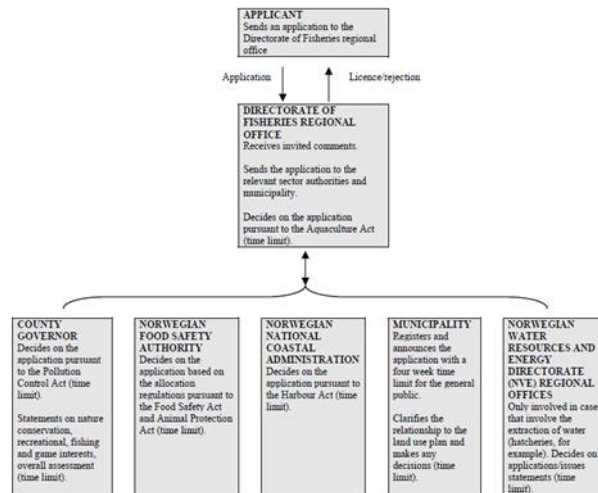 APPLICANT
Sends an application to the
Directorate of Fisheries regional
office
Application
Licence/rejection
DIRECTORATE OF
FISHERIES REGIONAL
OFFICE
Receives invited comments.
Sends the application to the
relevant sector authorities and
municipality.
Decides on the application
pursuant to the Aquaculture Act
(time limit).
COUNTY
GOVERNOR
Decides on the
application pursuant
to the Pollution
Control Act (time
limit).
Statements on nature
conservation,
recreational, fishing
and game interests,
overall assessment
(time limit).
NORWEGIAN
FOOD SAFETY
AUTHORITY
Decides on the
application based on
the allocation
regulations pursuant to
the Food Safety Act
and Animal Protection
Act (time limit).
NORWEGIAN
NATIONAL
COASTAL
ADMINISTRATION
Decides on the
application pursuant to
the Harbour Act (time
limit).
MUNICIPALITY
Registers and
announces the
application with a
four week time
limit for the general
public.
Clarifies the
relationship to the
land use plan and
makes any
decisions (time
limit).
NORWEGIAN
WATER
RESOURCES AND
ENERGY
DIRECTORATE
(NVE) REGIONAL
OFFICES
Only involved in case
that involve the
extraction of water
(hatcheries, for
example). Decides on
applications/issues
statements (time
limit).